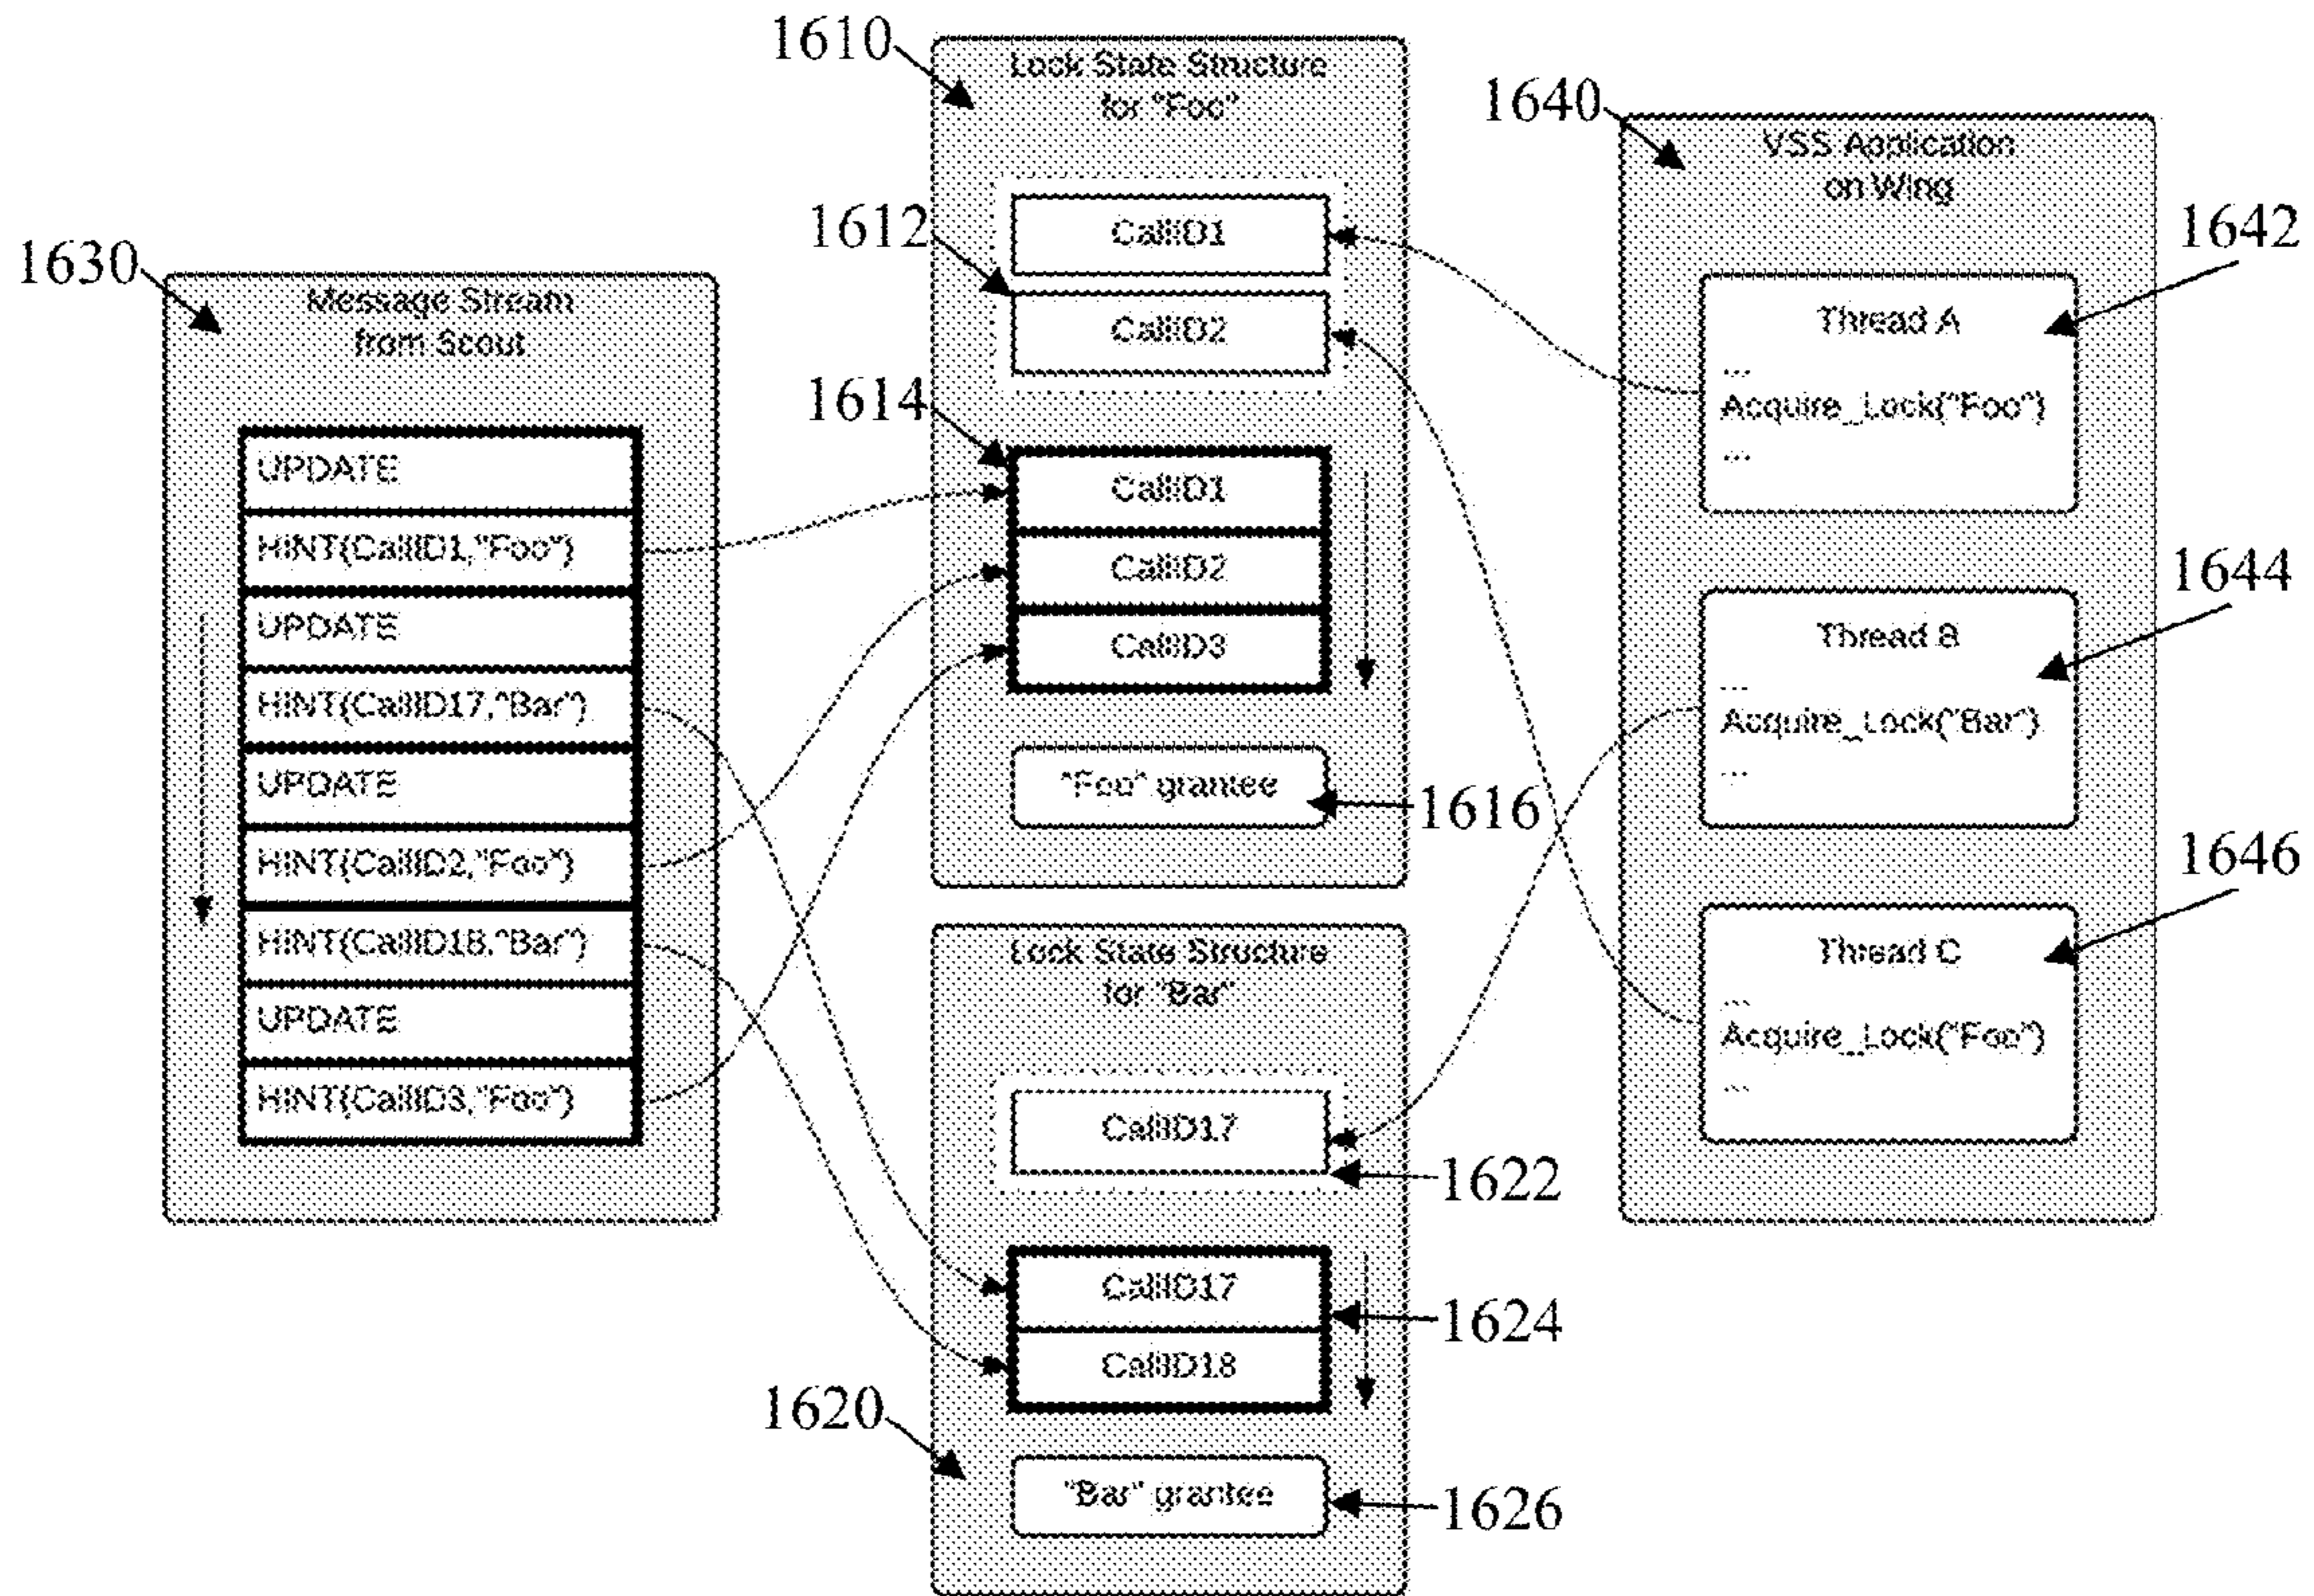 1630
Message Stream
from Scout
UPDATE
HINT(CallID1,"Foo")
UPDATE
HINT(CallID17,"Bar")
UPDATE
HINT(CallID2,"Foo")
HINT(CallID18,"Bar")
UPDATE
HINT(CallID3,"Foo")
1610
Lock State Structure
for "Foo"
1612
CallID1
CallID2
1614
CallID1
CallID2
CallID3
"Foo" grantee
1616
Lock State Structure
for "Bar"
CallID17
1622
CallID17
1624
CallID18
1620
"Bar" grantee
1626
1640
VSS Application
on Wing
1642
Thread A
...
Acquire_Lock("Foo")
...
1644
Thread B
...
Acquire_Lock("Bar")
...
1646
Thread C
...
Acquire_Lock("Foo")
...